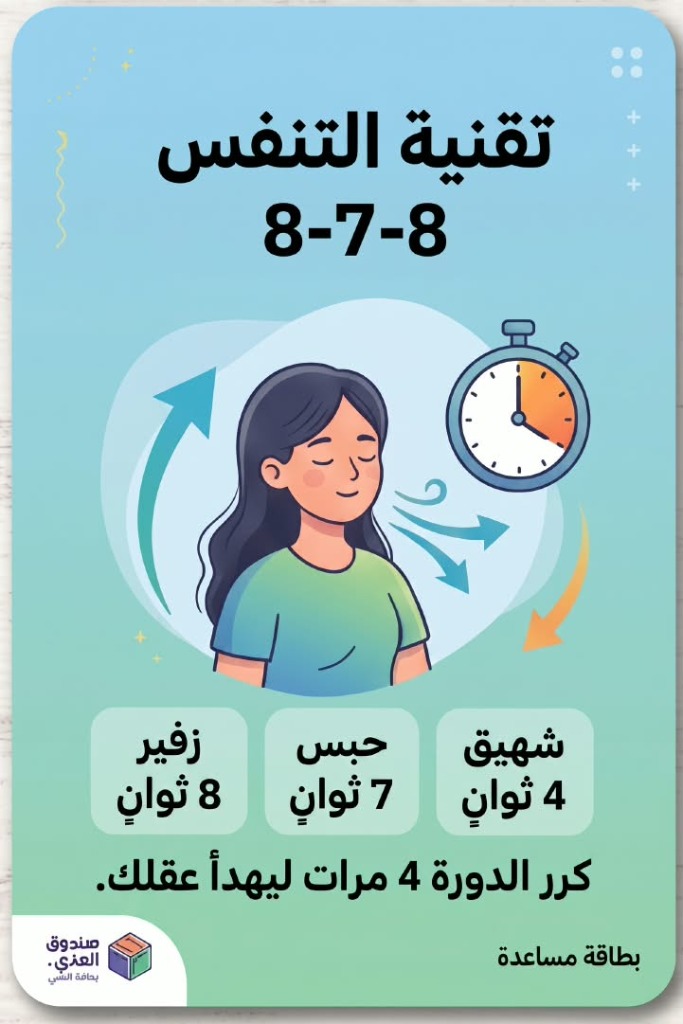 تقنية التنفس
8-7-8
شهيق
4 ثوانٍ
حبس
7 ثوانٍ
زفير
8 ثوانٍ
كرر الدورة 4 مرات ليهدأ عقلك.
بطاقة مساعدة
صندوق